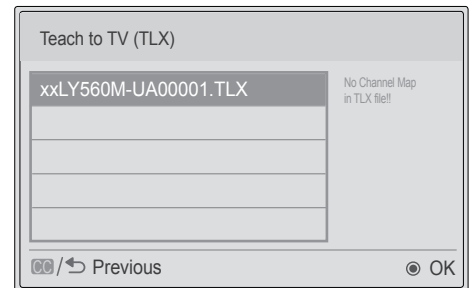 Teach to TV (TLX)
xxLY560M-UA00001.TLX
No Channel Map
in TLX file!!
CC/ Previous
OK